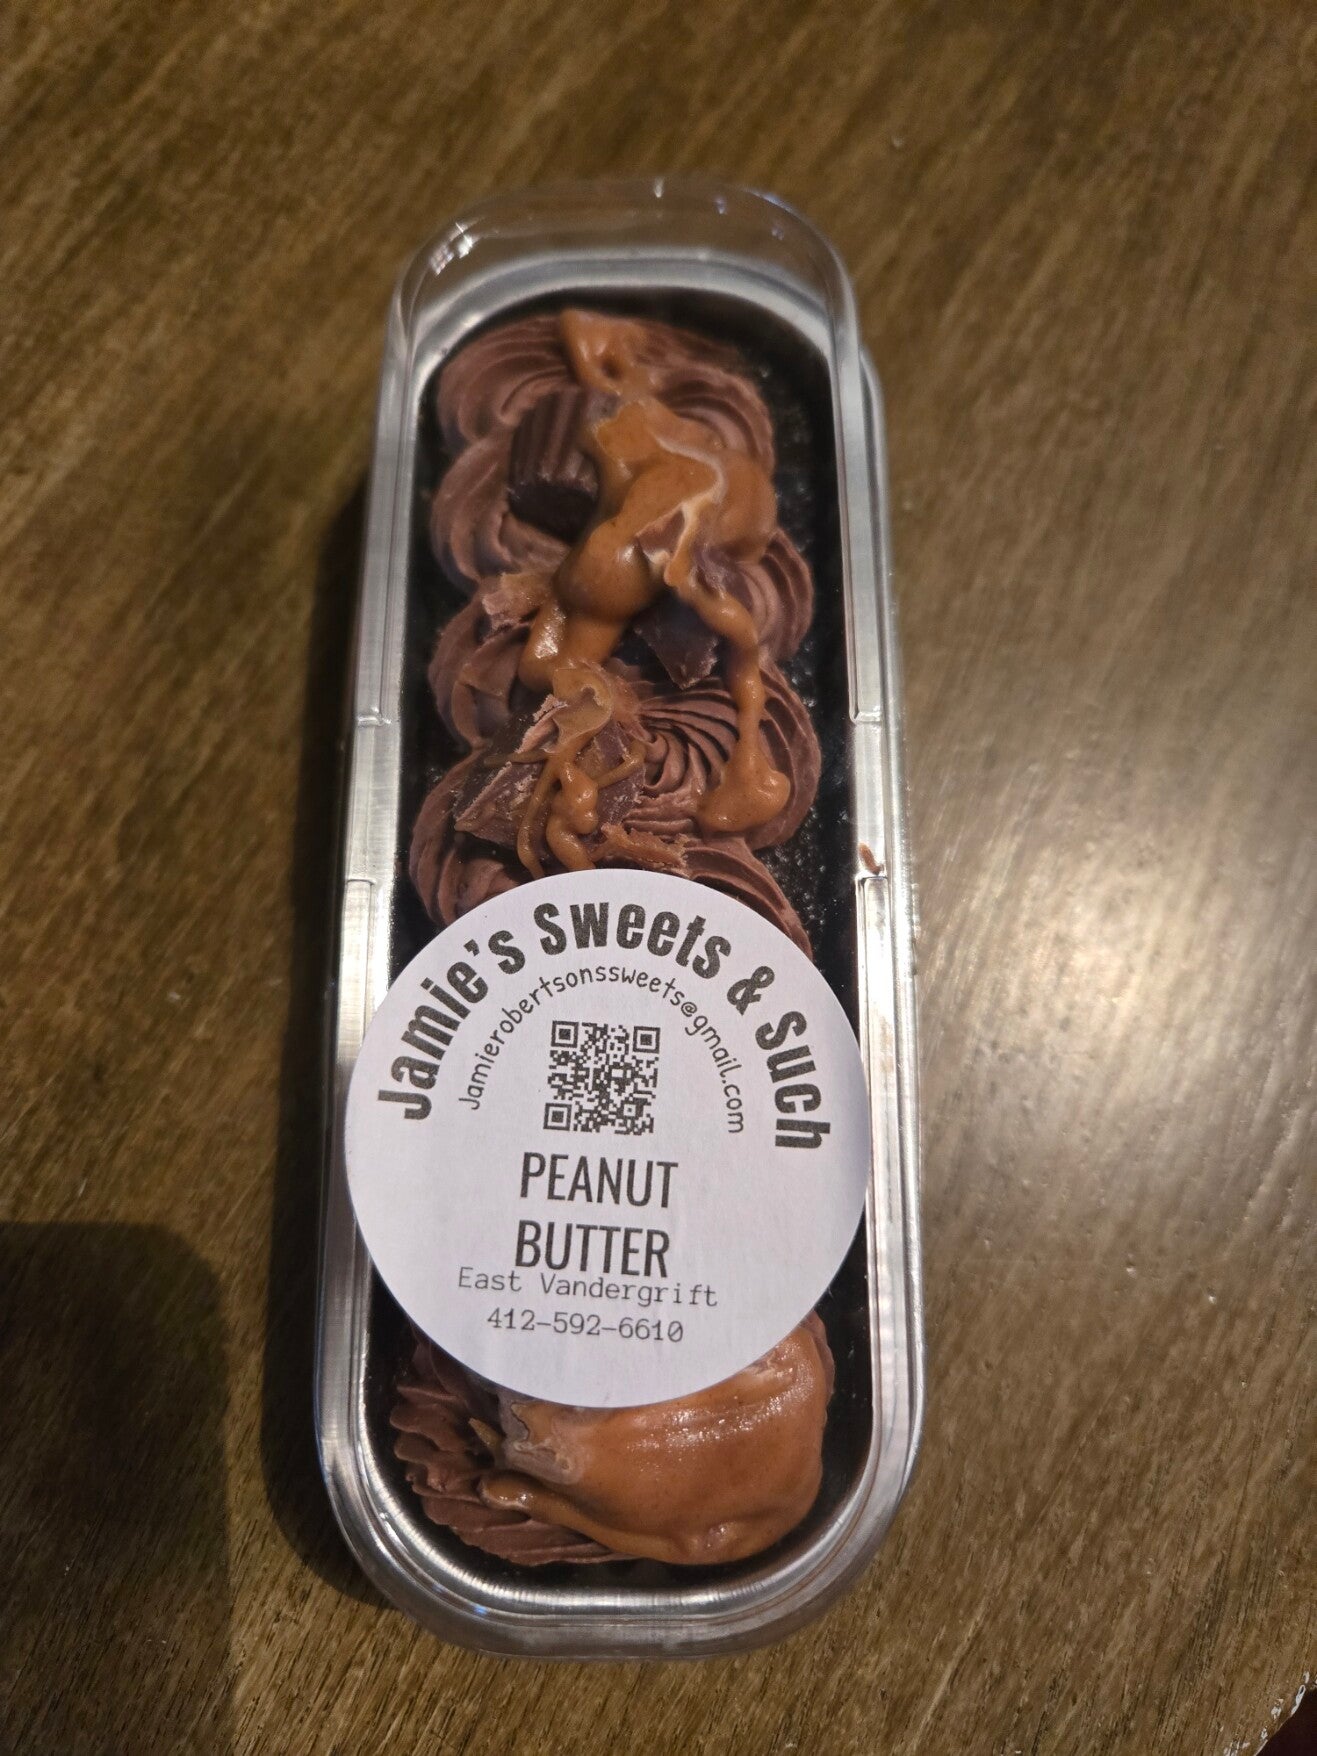 Jamie's Sweets & Such
Jamierobertsonssweets@gmail.com
PEANUT
BUTTER
East Vandergrift
412-592-6610